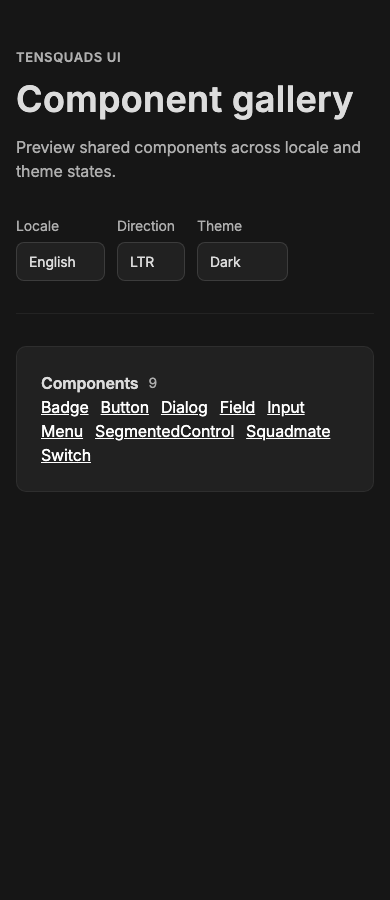 TENSQUADS UI
Component gallery
Preview shared components across locale and
theme states.
Locale Direction Theme
English LTR Dark
Components 9
Badge Button Dialog Field Input
Menu SegmentedControl Squadmate
Switch